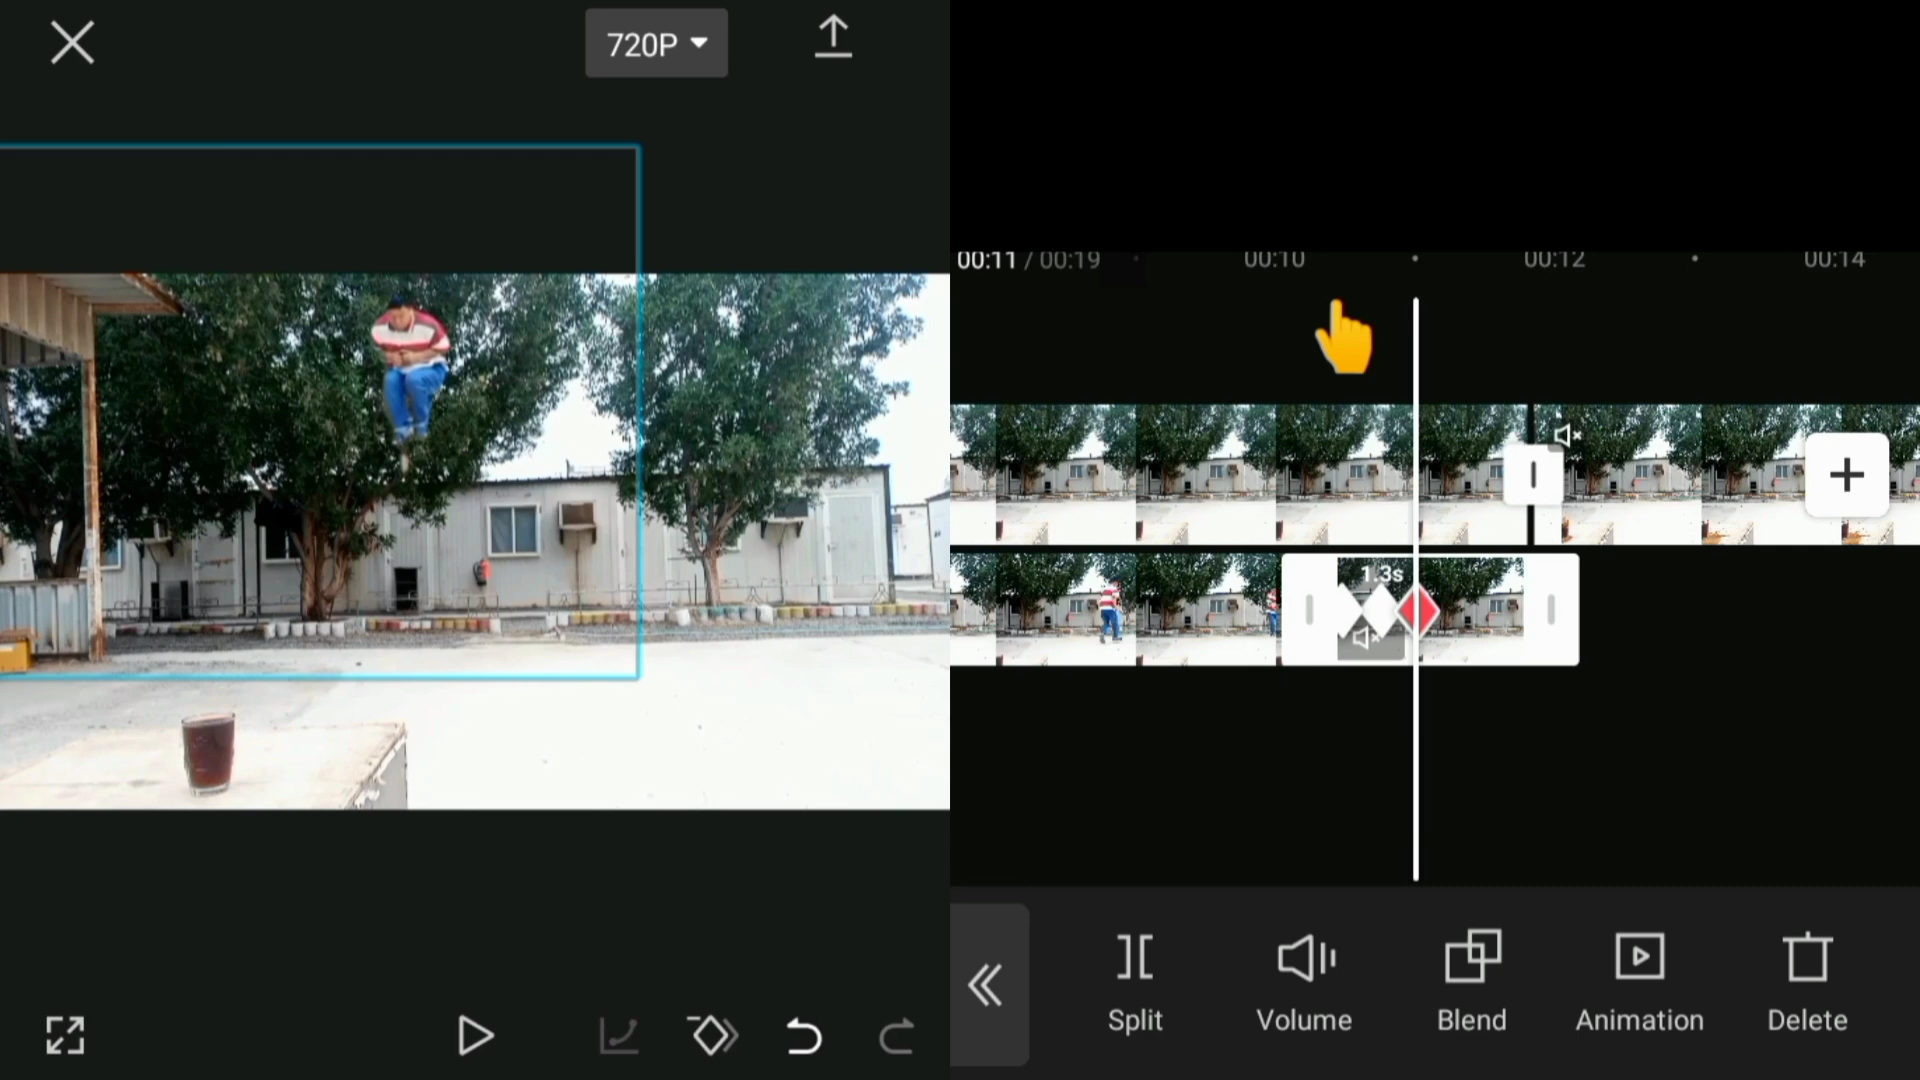 720P
00:11 / 00:19
00:10
00:12
00:14
1.3s
Split
Volume
Blend
Animation
Delete